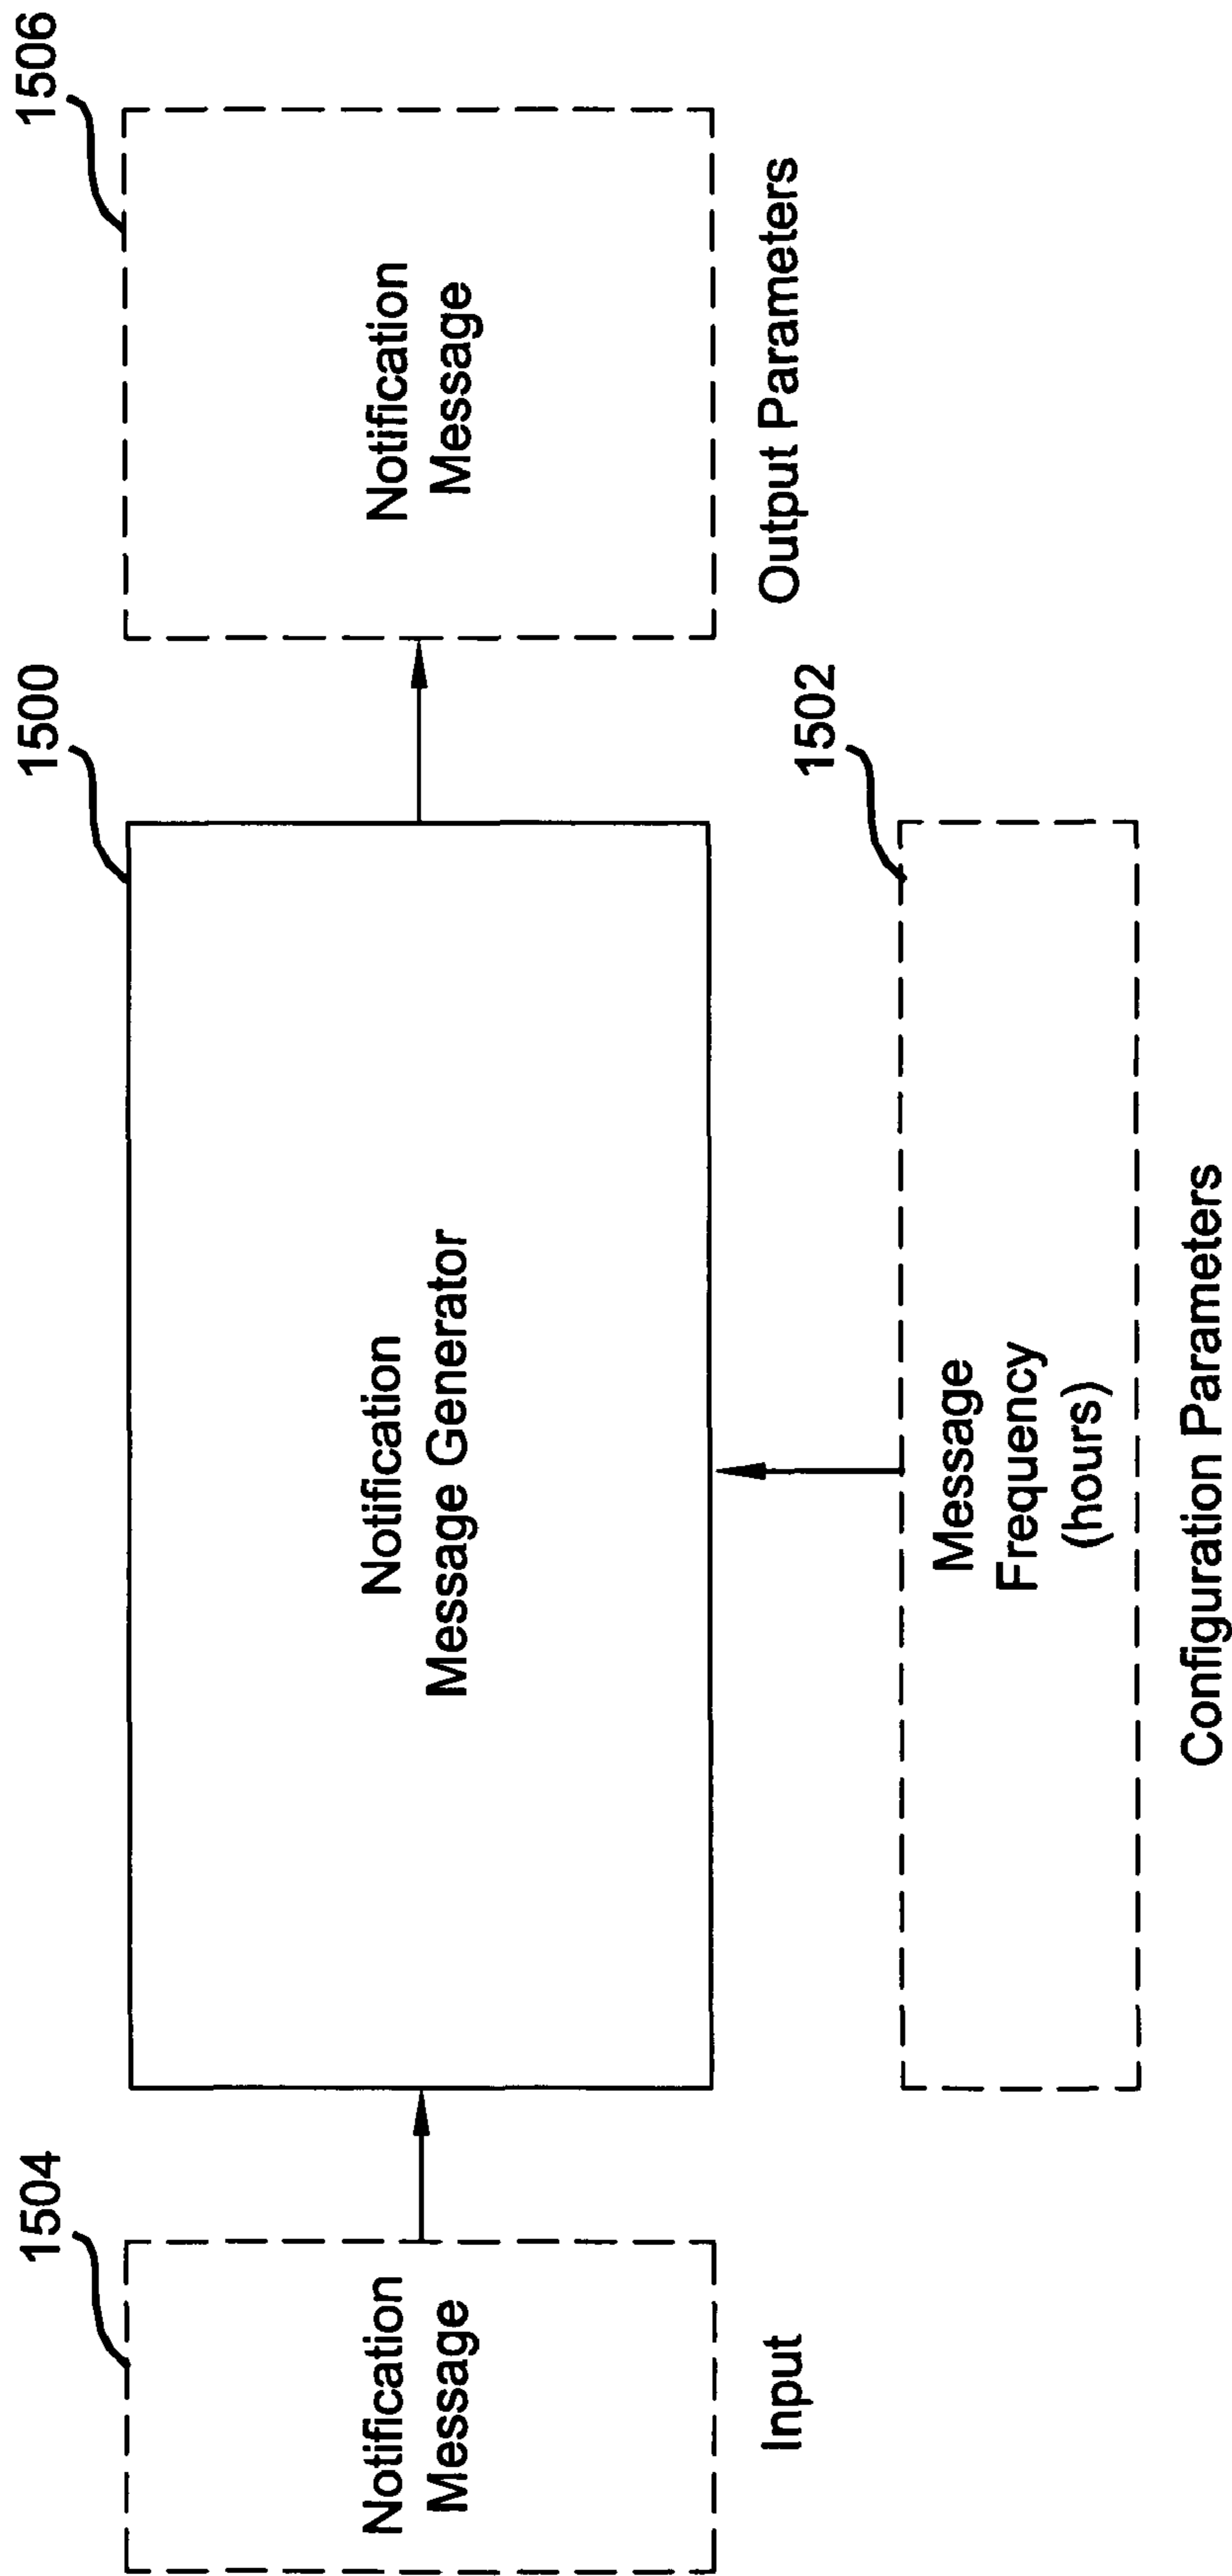 1504
Notification
Message
Input
1500
Notification
Message Generator
1502
Message
Frequency
(hours)
Configuration Parameters
1506
Notification
Message
Output Parameters